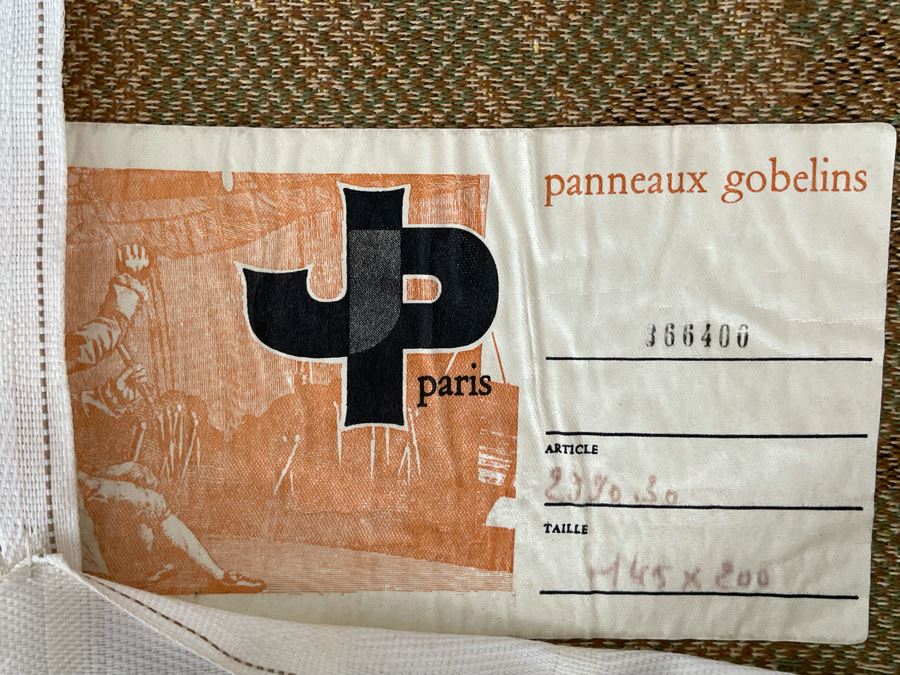 JP
paris
panneaux gobelins
366400
ARTICLE
TAILLE
145 x 200